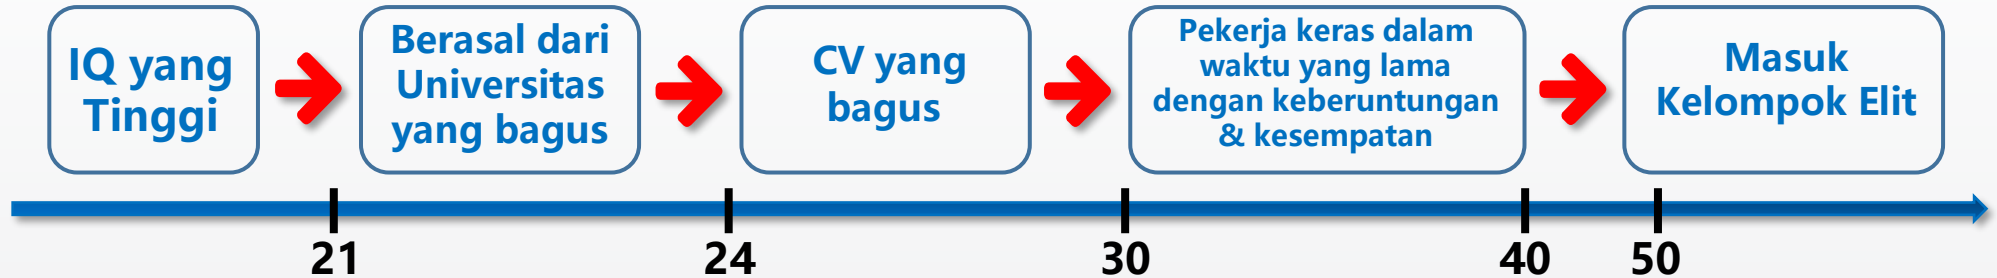 IQ yang
Tinggi
Berasal dari
Universitas
yang bagus
CV yang
bagus
Pekerja keras dalam
waktu yang lama
dengan keberuntungan
& kesempatan
Masuk
Kelompok Elit
21
24
30
40
50